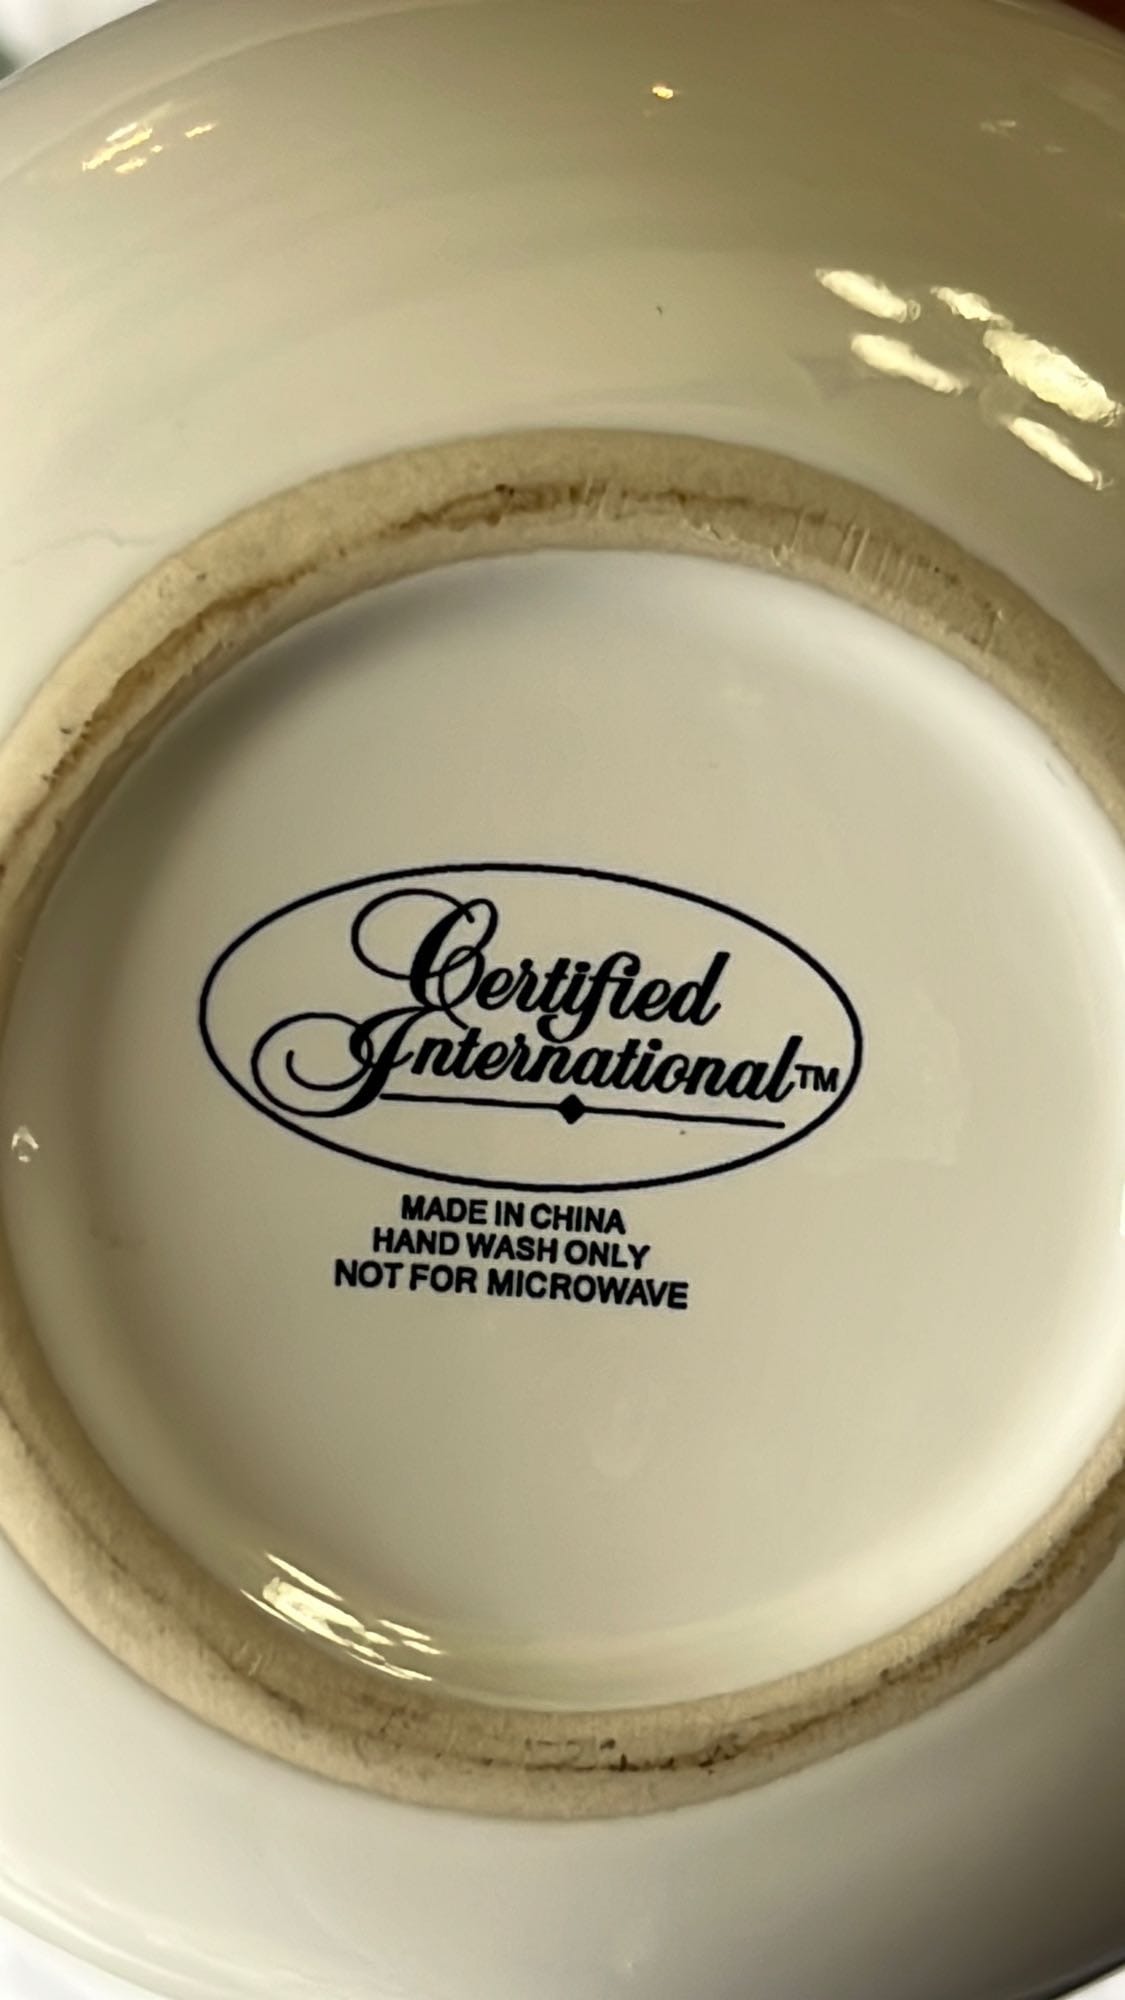 Certified
International™
MADE IN CHINA
HAND WASH ONLY
NOT FOR MICROWAVE